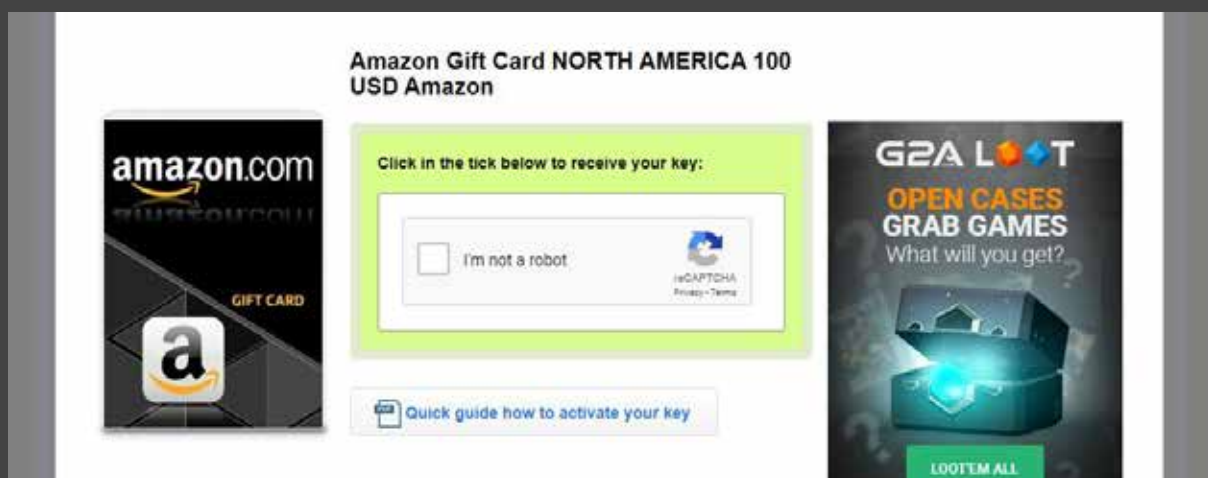 Amazon Gift Card NORTH AMERICA 100
USD Amazon
amazon.com
GIFT CARD
a
Click in the tick below to receive your key:
I'm not a robot
reCAPTCHA
Privacy - Terms
Quick guide how to activate your key
G2A LOOT
OPEN CASES
GRAB GAMES
What will you get?
LOOT'EM ALL